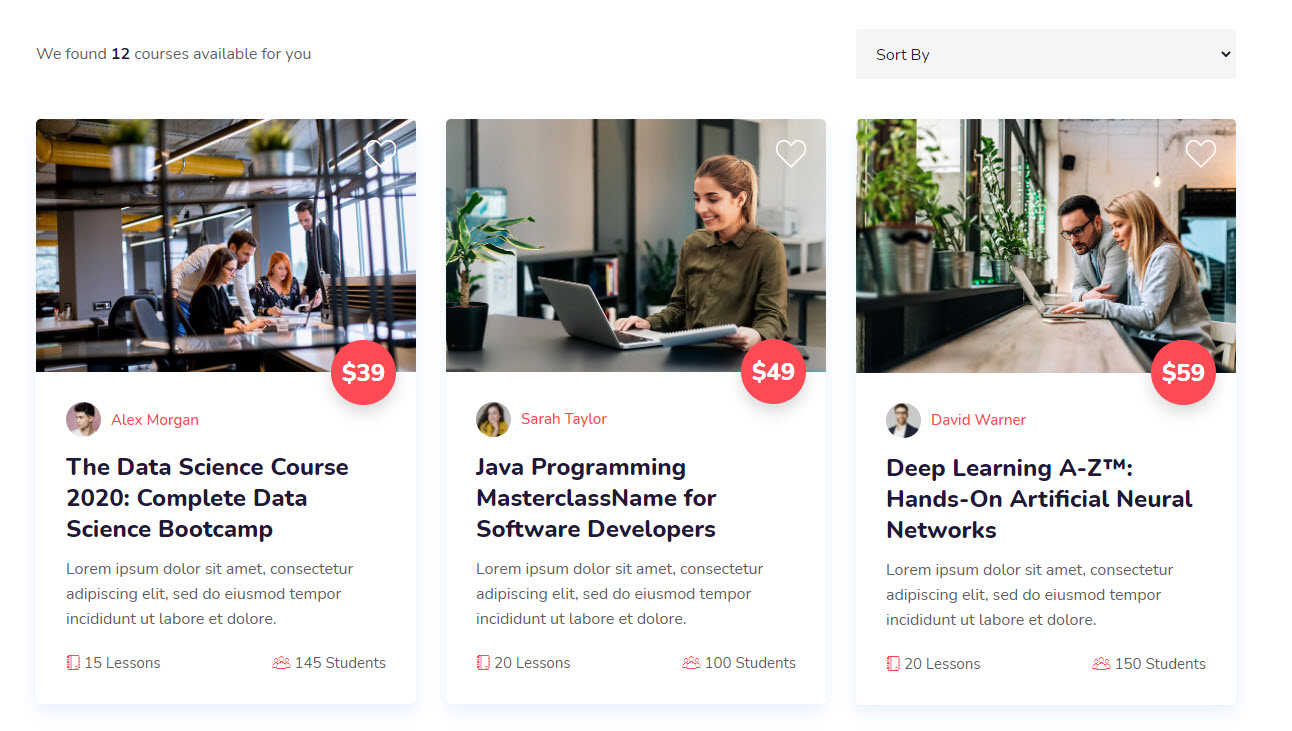 We found 12 courses available for you
Sort By
$39
Alex Morgan
The Data Science Course
2020: Complete Data
Science Bootcamp
Lorem ipsum dolor sit amet, consectetur
adipiscing elit, sed do eiusmod tempor
incididunt ut labore et dolore.
15 Lessons
145 Students
$49
Sarah Taylor
Java Programming
MasterclassName for
Software Developers
Lorem ipsum dolor sit amet, consectetur
adipiscing elit, sed do eiusmod tempor
incididunt ut labore et dolore.
20 Lessons
100 Students
$59
David Warner
Deep Learning A-Z™:
Hands-On Artificial Neural
Networks
Lorem ipsum dolor sit amet, consectetur
adipiscing elit, sed do eiusmod tempor
incididunt ut labore et dolore.
20 Lessons
150 Students